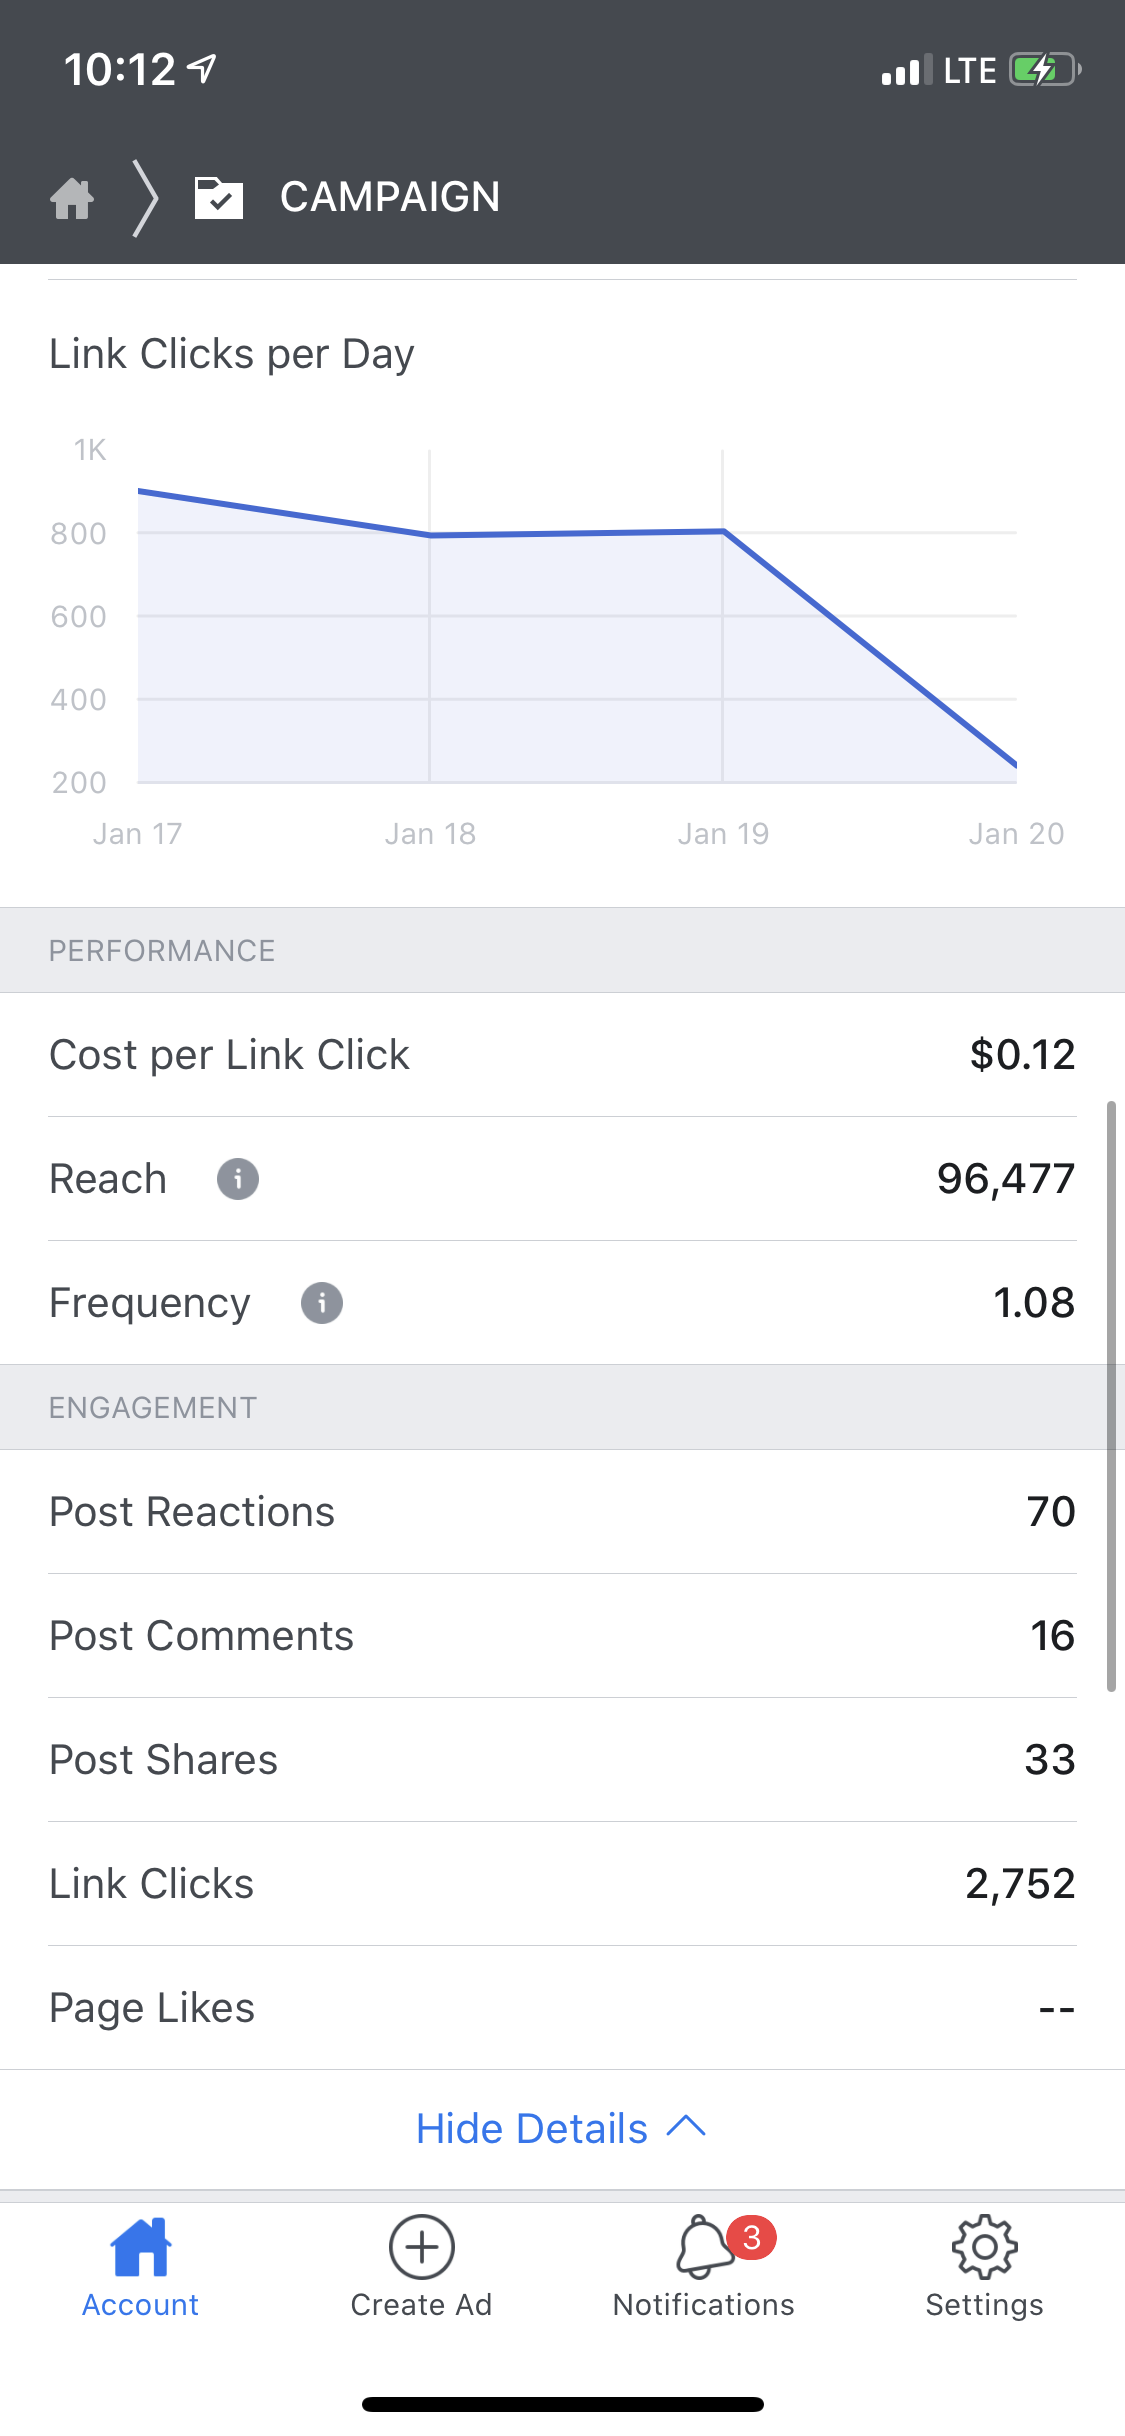 10:12 LTE
CAMPAIGN
Link Clicks per Day
1K
800
600
400
200
Jan 17 Jan 18 Jan 19 Jan 20
PERFORMANCE
Cost per Link Click $0.12
Reach 96,477
Frequency 1.08
ENGAGEMENT
Post Reactions 70
Post Comments 16
Post Shares 33
Link Clicks 2,752
Page Likes --
Hide Details
3
Account Create Ad Notifications Settings